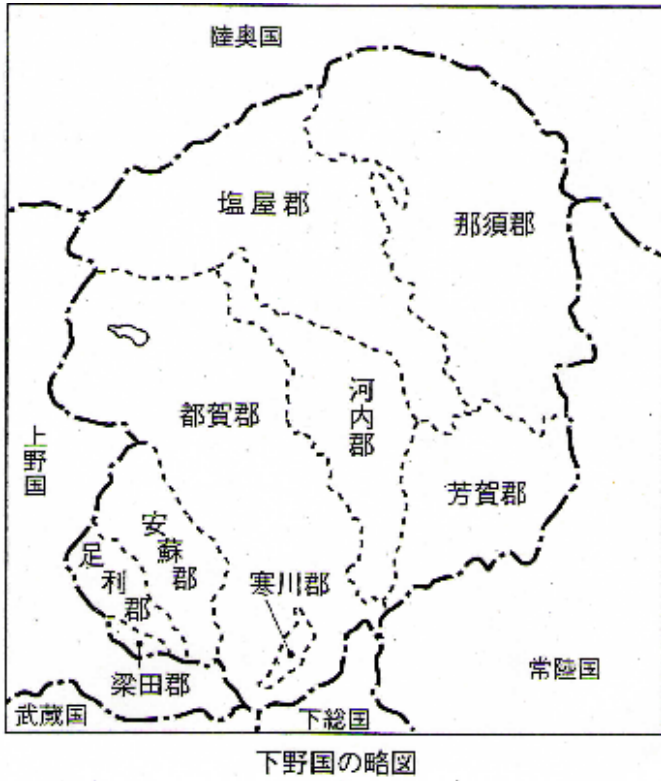 陸奥国
塩屋郡
那須郡
都賀郡
河内郡
上野国
芳賀郡
安蘇郡
足利郡
寒川郡
梁田郡
常陸国
武蔵国
下総国
下野国の略図